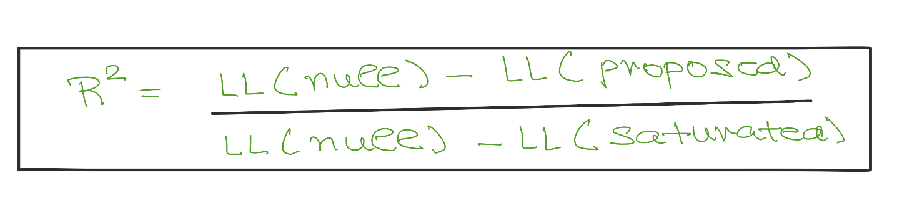 R² = LL(null) - LL(proposed)
LL(null) - LL(saturated)